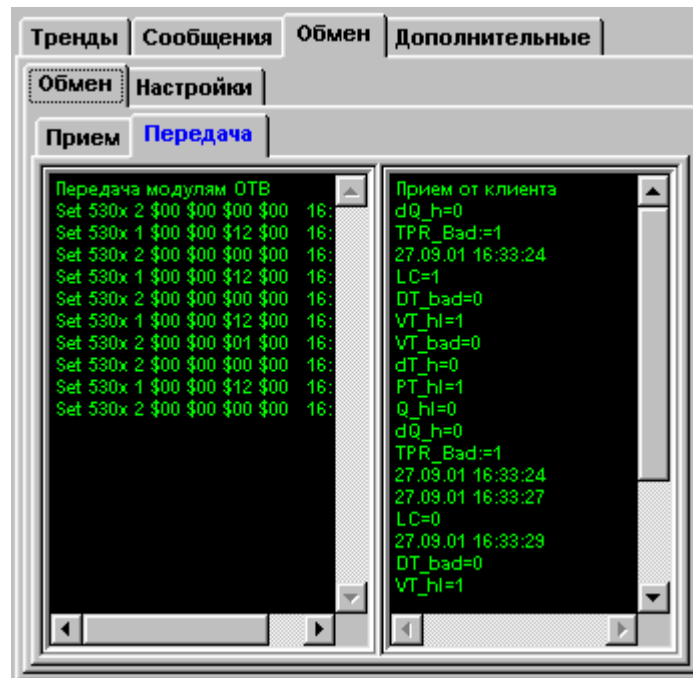 Тренды Сообщения Обмен Дополнительные
Обмен Настройки
Прием Передача
Передача модулям ОТВ
Set 530x 2 $00 $00 $00 $00 16:
Set 530x 1 $00 $00 $12 $00 16:
Set 530x 2 $00 $00 $00 $00 16:
Set 530x 1 $00 $00 $12 $00 16:
Set 530x 2 $00 $00 $00 $00 16:
Set 530x 1 $00 $00 $12 $00 16:
Set 530x 2 $00 $00 $01 $00 16:
Set 530x 2 $00 $00 $00 $00 16:
Set 530x 1 $00 $00 $12 $00 16:
Set 530x 2 $00 $00 $00 $00 16:
Прием от клиента
dQ_h=0
TPR_Bad:=1
27.09.01 16:33:24
LC=1
DT_bad=0
VT_hl=1
VT_bad=0
dT_h=0
PT_hl=1
Q_hl=0
dQ_h=0
TPR_Bad:=1
27.09.01 16:33:24
27.09.01 16:33:27
LC=0
27.09.01 16:33:29
DT_bad=0
VT_hl=1